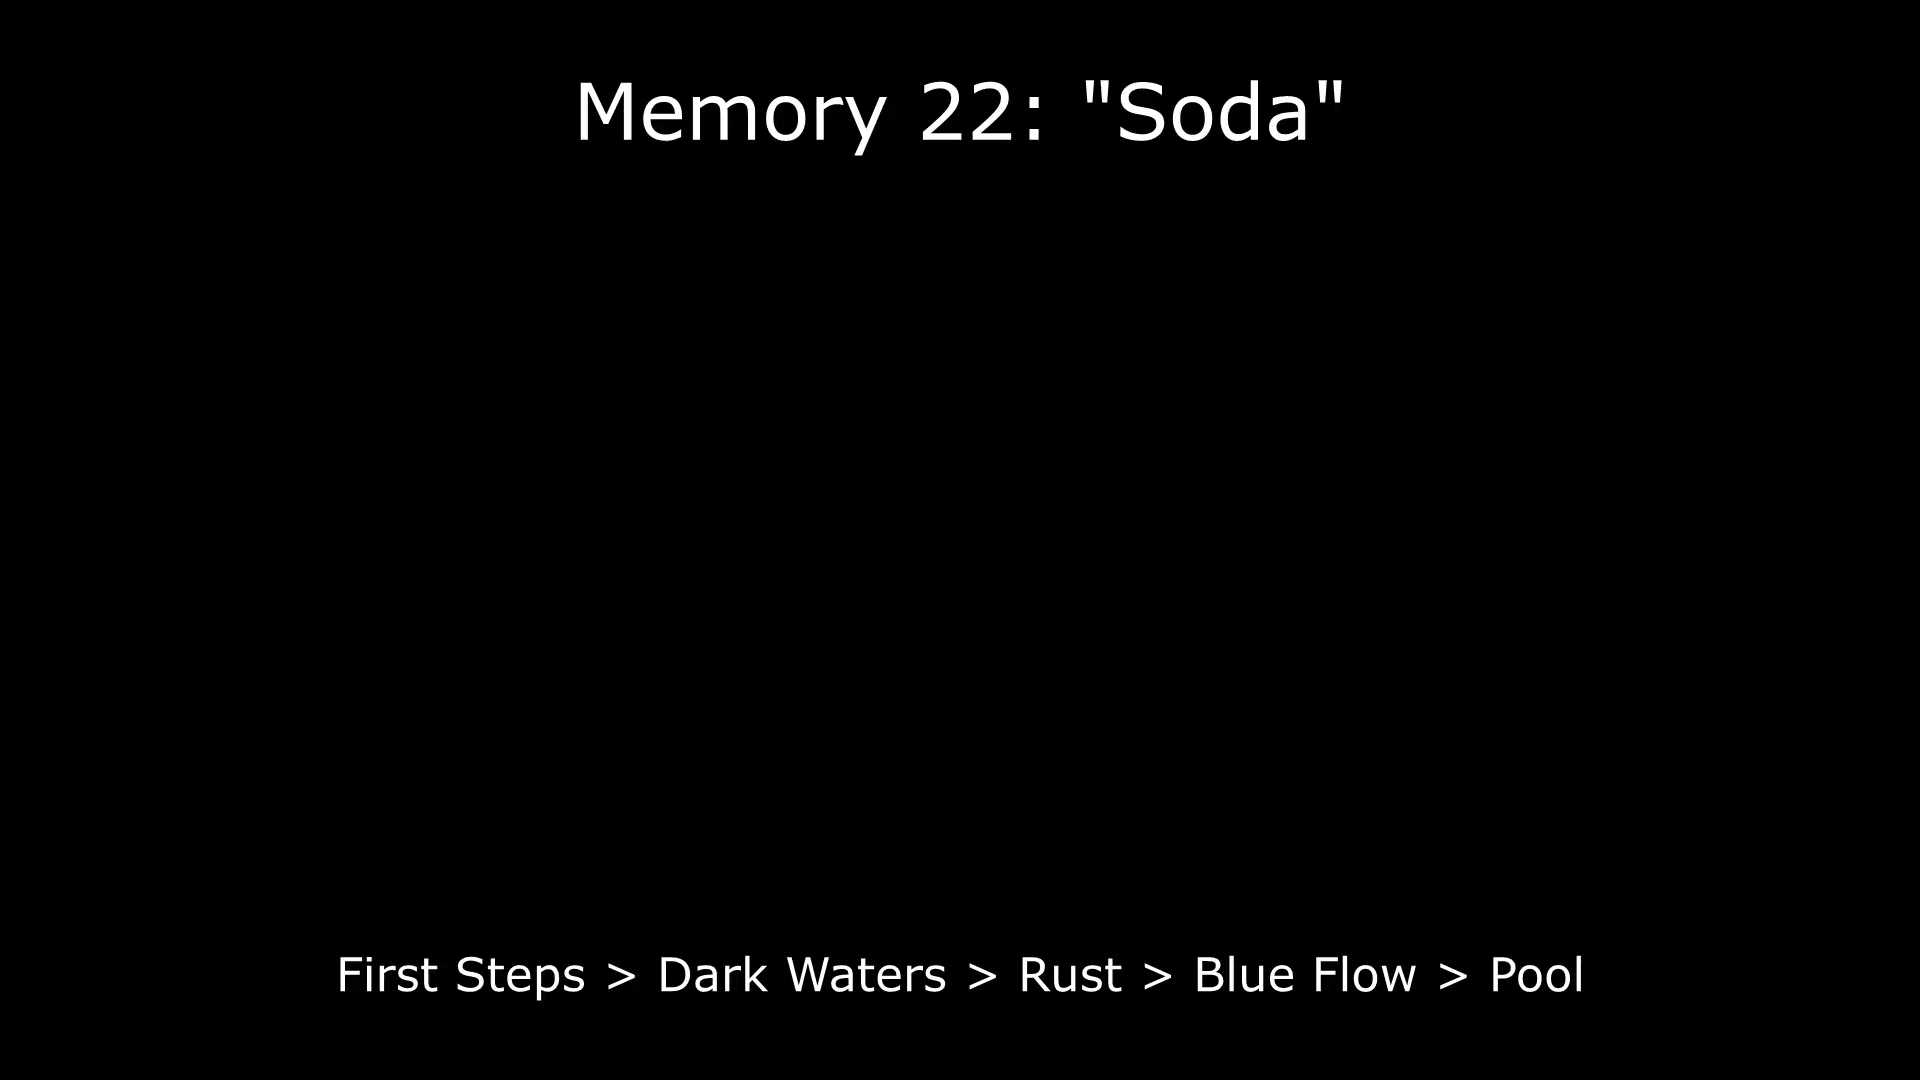 Memory 22: "Soda"
First Steps > Dark Waters > Rust > Blue Flow > Pool